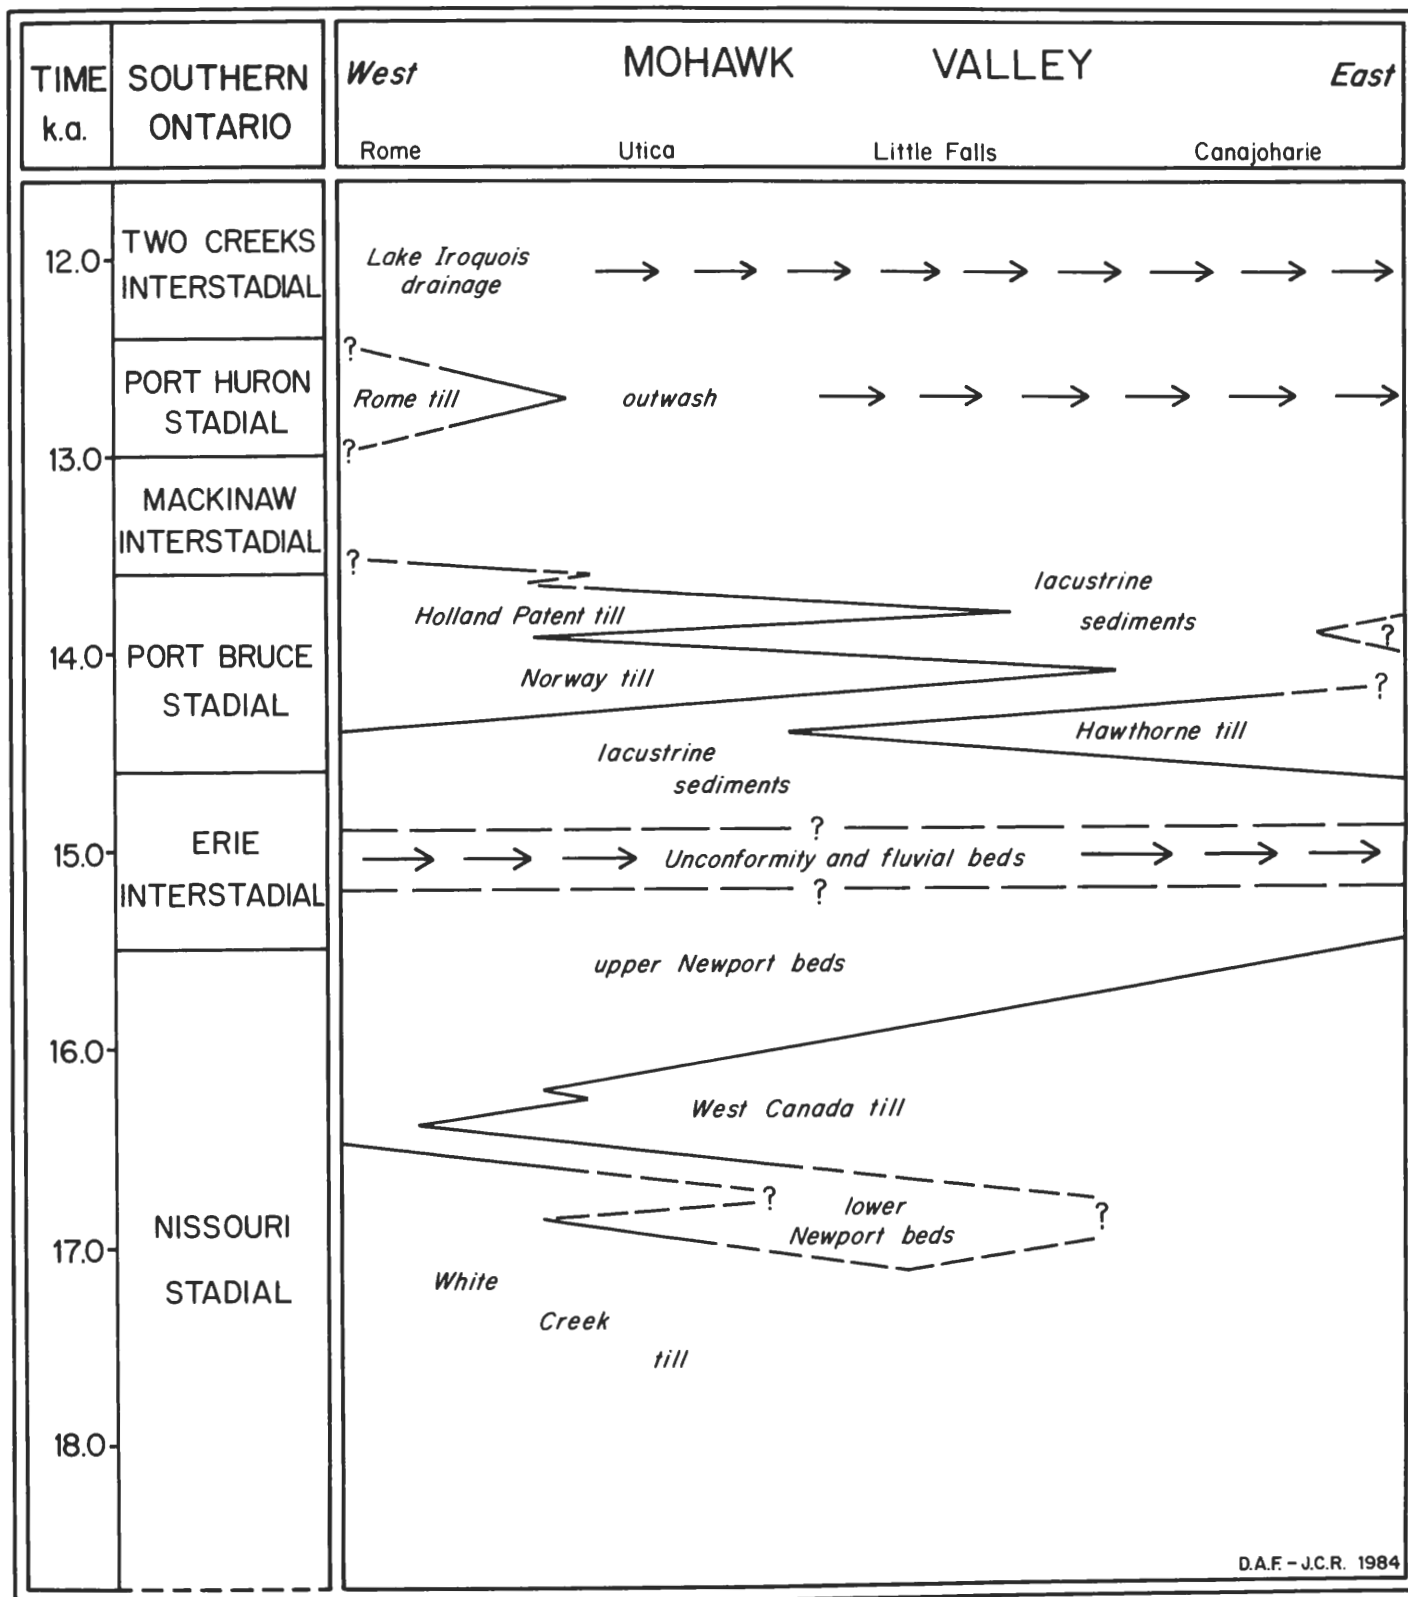 TIME
k.a.
SOUTHERN
ONTARIO
West
MOHAWK VALLEY
East
Rome
Utica
Little Falls
Canajoharie
12.0
13.0
14.0
15.0
16.0
17.0
18.0
TWO CREEKS
INTERSTADIAL
PORT HURON
STADIAL
MACKINAW
INTERSTADIAL
PORT BRUCE
STADIAL
ERIE
INTERSTADIAL
NISSOURI
STADIAL
Lake Iroquois
drainage
?
Rome till
outwash
?
?
lacustrine
sediments
Holland Patent till
?
Norway till
?
Hawthorne till
lacustrine
sediments
?
Unconformity and fluvial beds
?
upper Newport beds
West Canada till
?
lower
Newport beds
?
White
Creek
till
D.A.F. – J.C.R. 1984